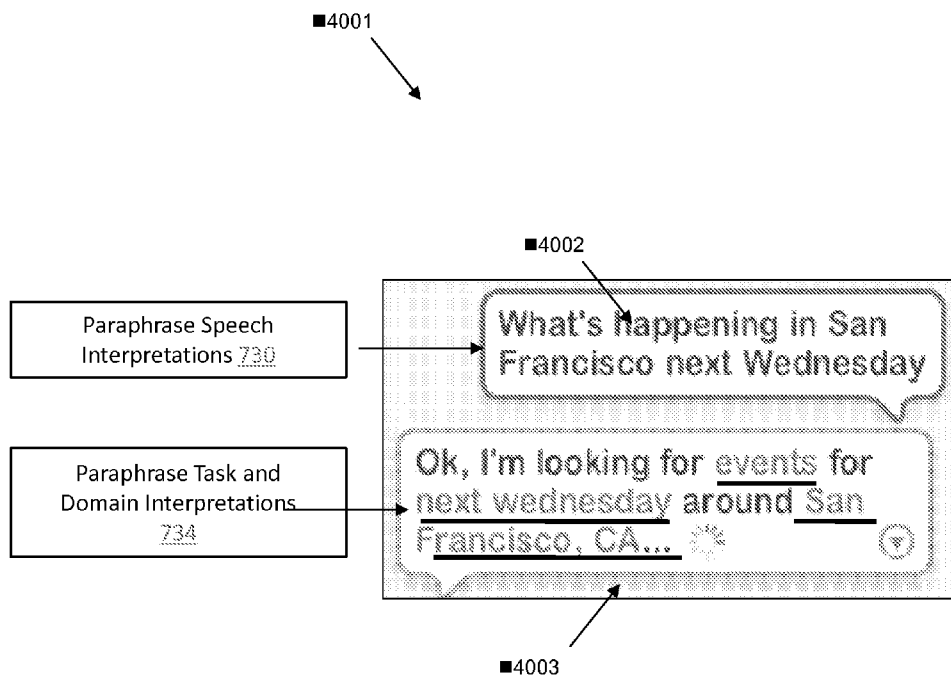 ■4001
■4002
Paraphrase Speech
Interpretations 730
What's happening in San
Francisco next Wednesday
Paraphrase Task and
Domain Interpretations
734
Ok, I'm looking for events for
next wednesday around San
Francisco, CA...
■4003